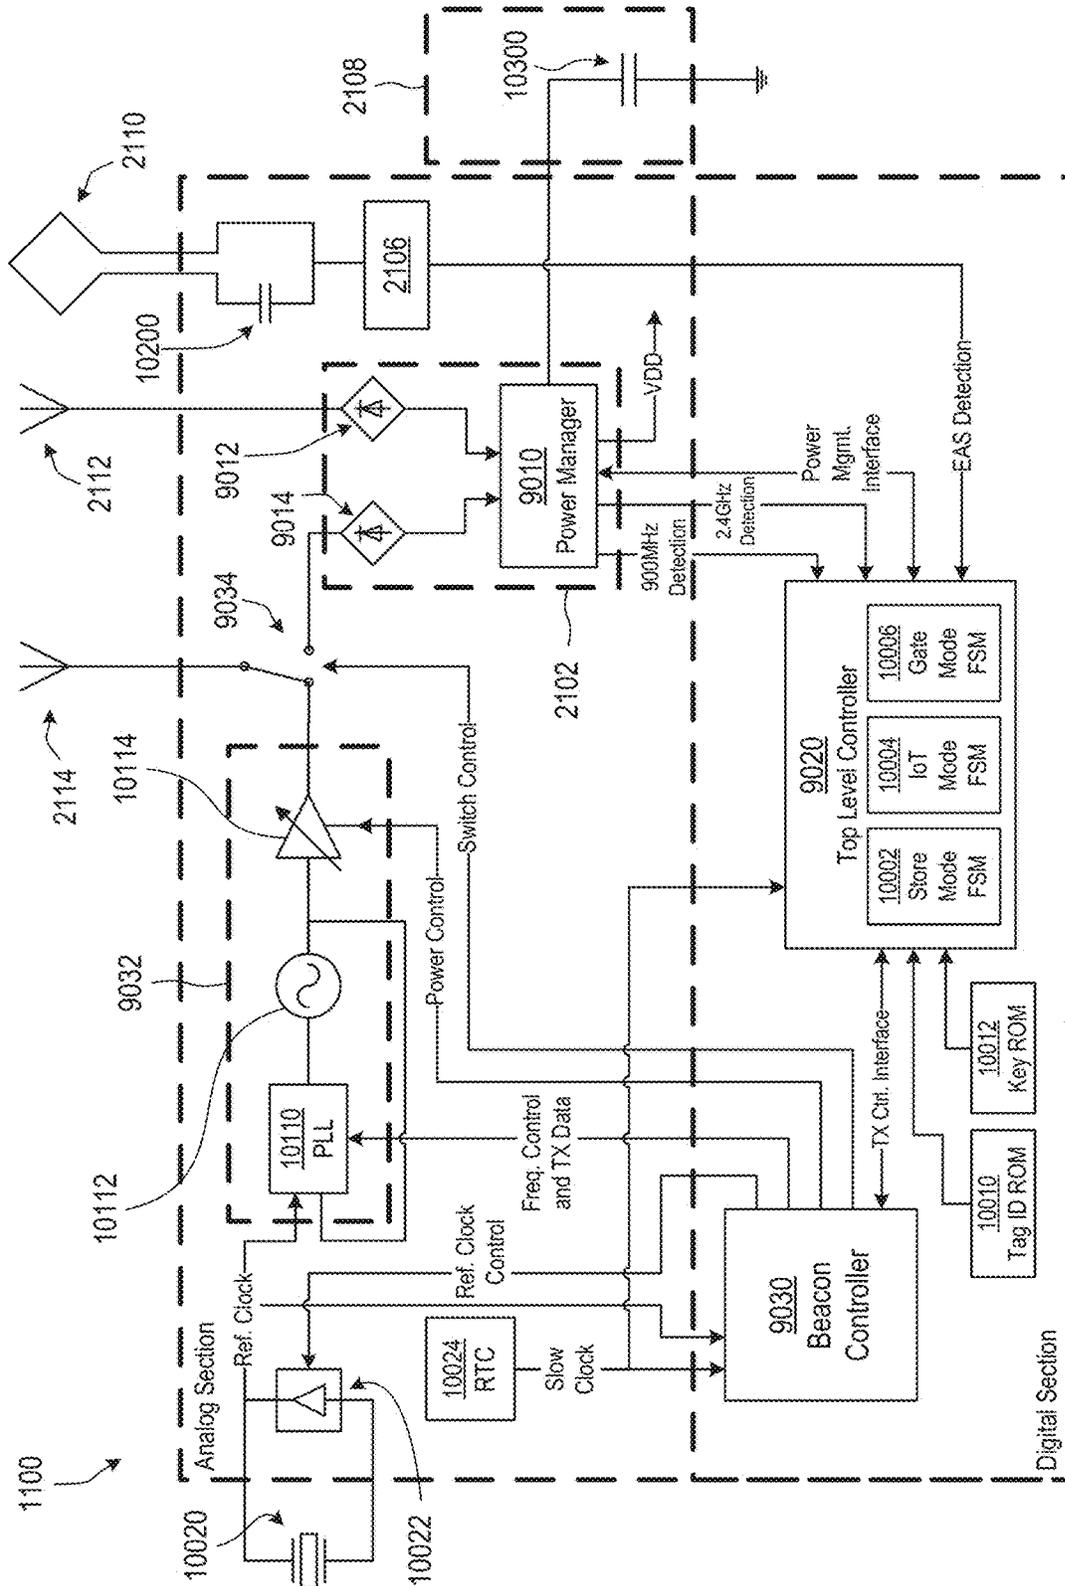 1100
10020
10022
Analog Section
Ref. Clock
10024
RTC
Slow
Clock
Ref. Clock
Control
10112
9032
10110
PLL
Freq. Control
and TX Data
10114
Power Control
Switch Control
2114
9034
2112
9014
9012
2102
9010
Power Manager
VDD
10200
2110
2106
2108
10300
900MHz
Detection
2.4GHz
Detection
Power
Mgmt.
Interface
EAS Detection
9030
Beacon
Controller
TX Ctrl. Interface
9020
Top Level Controller
10002
Store
Mode
FSM
10004
IoT
Mode
FSM
10006
Gate
Mode
FSM
10010
Tag ID ROM
10012
Key ROM
Digital Section